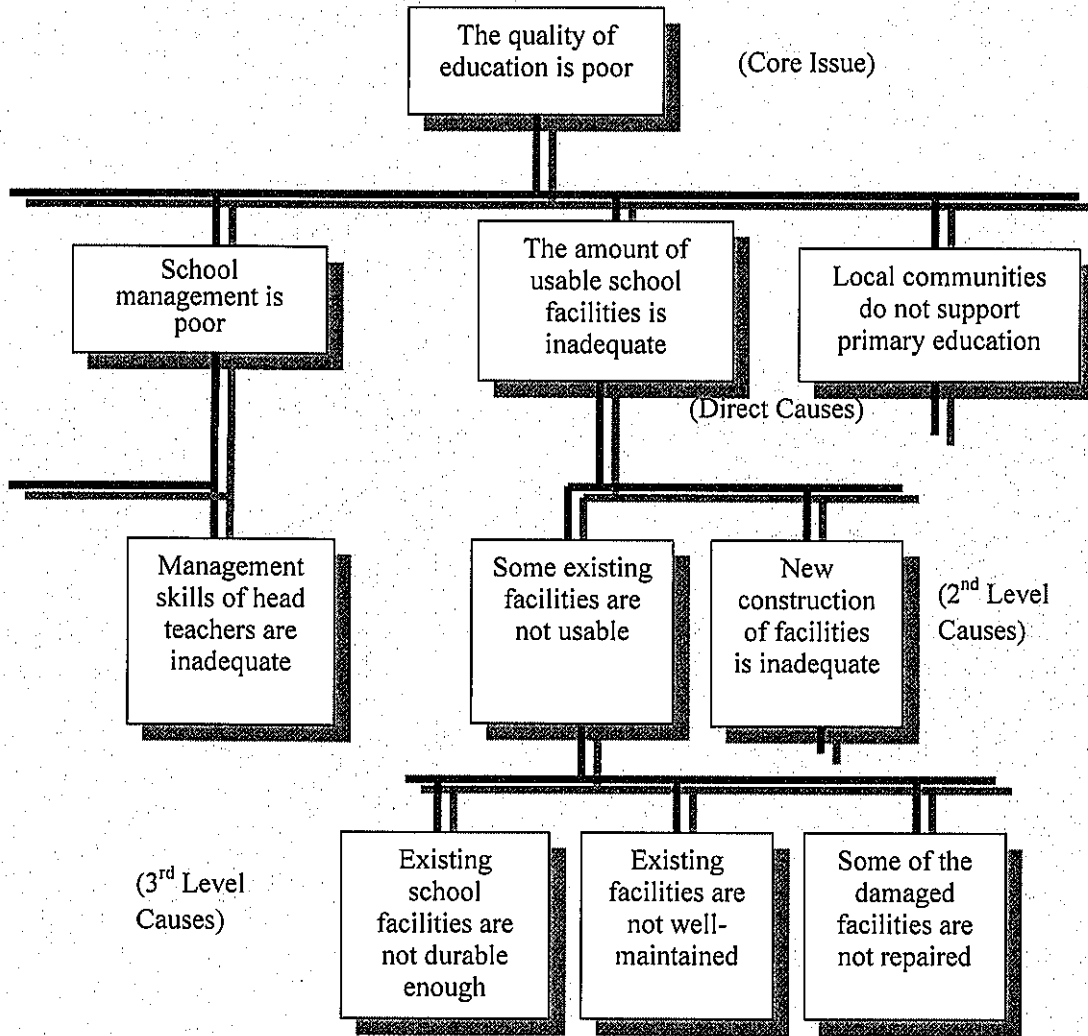 The quality of
education is poor
(Core Issue)
School
management is
poor
The amount of
usable school
facilities is
inadequate
Local communities
do not support
primary education
(Direct Causes)
Management
skills of head
teachers are
inadequate
Some existing
facilities are
not usable
New
construction
of facilities
is inadequate
(2nd Level
Causes)
(3rd Level
Causes)
Existing
school
facilities are
not durable
enough
Existing
facilities are
not well-
maintained
Some of the
damaged
facilities are
not repaired